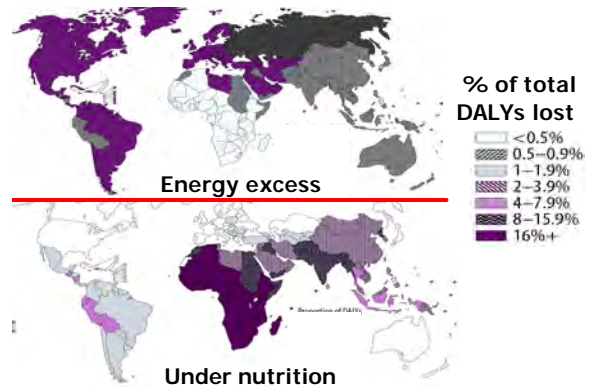 % of total
DALYs lost
<0.5%
0.5–0.9%
1–1.9%
2–3.9%
4–7.9%
8–15.9%
16%+
Energy excess
Proportion of DALYs
Under nutrition